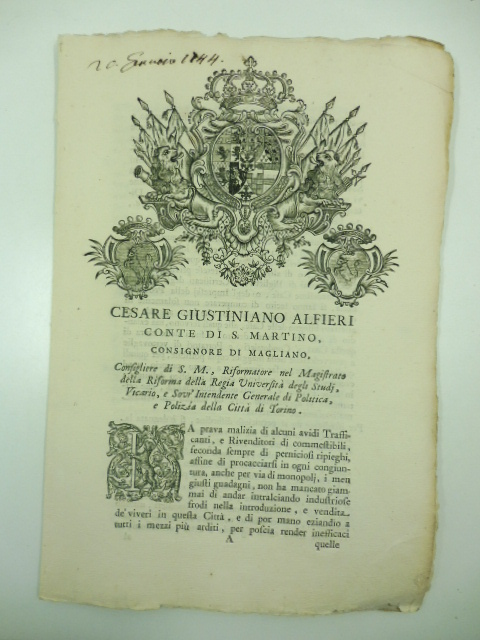 20. Gennaio 1744.
CESARE GIUSTINIANO ALFIERI
CONTE DI S. MARTINO,
CONSIGNORE DI MAGLIANO,
Consigliere di S. M., Riformatore nel Magistrato
della Riforma della Regia Università degli Studj,
Vicario, e Sovr' Intendente Generale di Politica,
e Polizia della Città di Torino.
LA prava malizia di alcuni avidi Traffi-
canti, e Rivenditori di commestibili,
feconda sempre di perniciosi ripieghi,
affine di procacciarsi in ogni congiun-
tura, anche per via di monopolj, i men
giusti guadagni, non ha mancato giam-
mai di andar intralciando industriose
frodi nella introduzione, e vendita
de' viveri in questa Città, e di por mano eziandio a
tutti i mezzi più arditi, per poscia render inefficaci
A
quelle